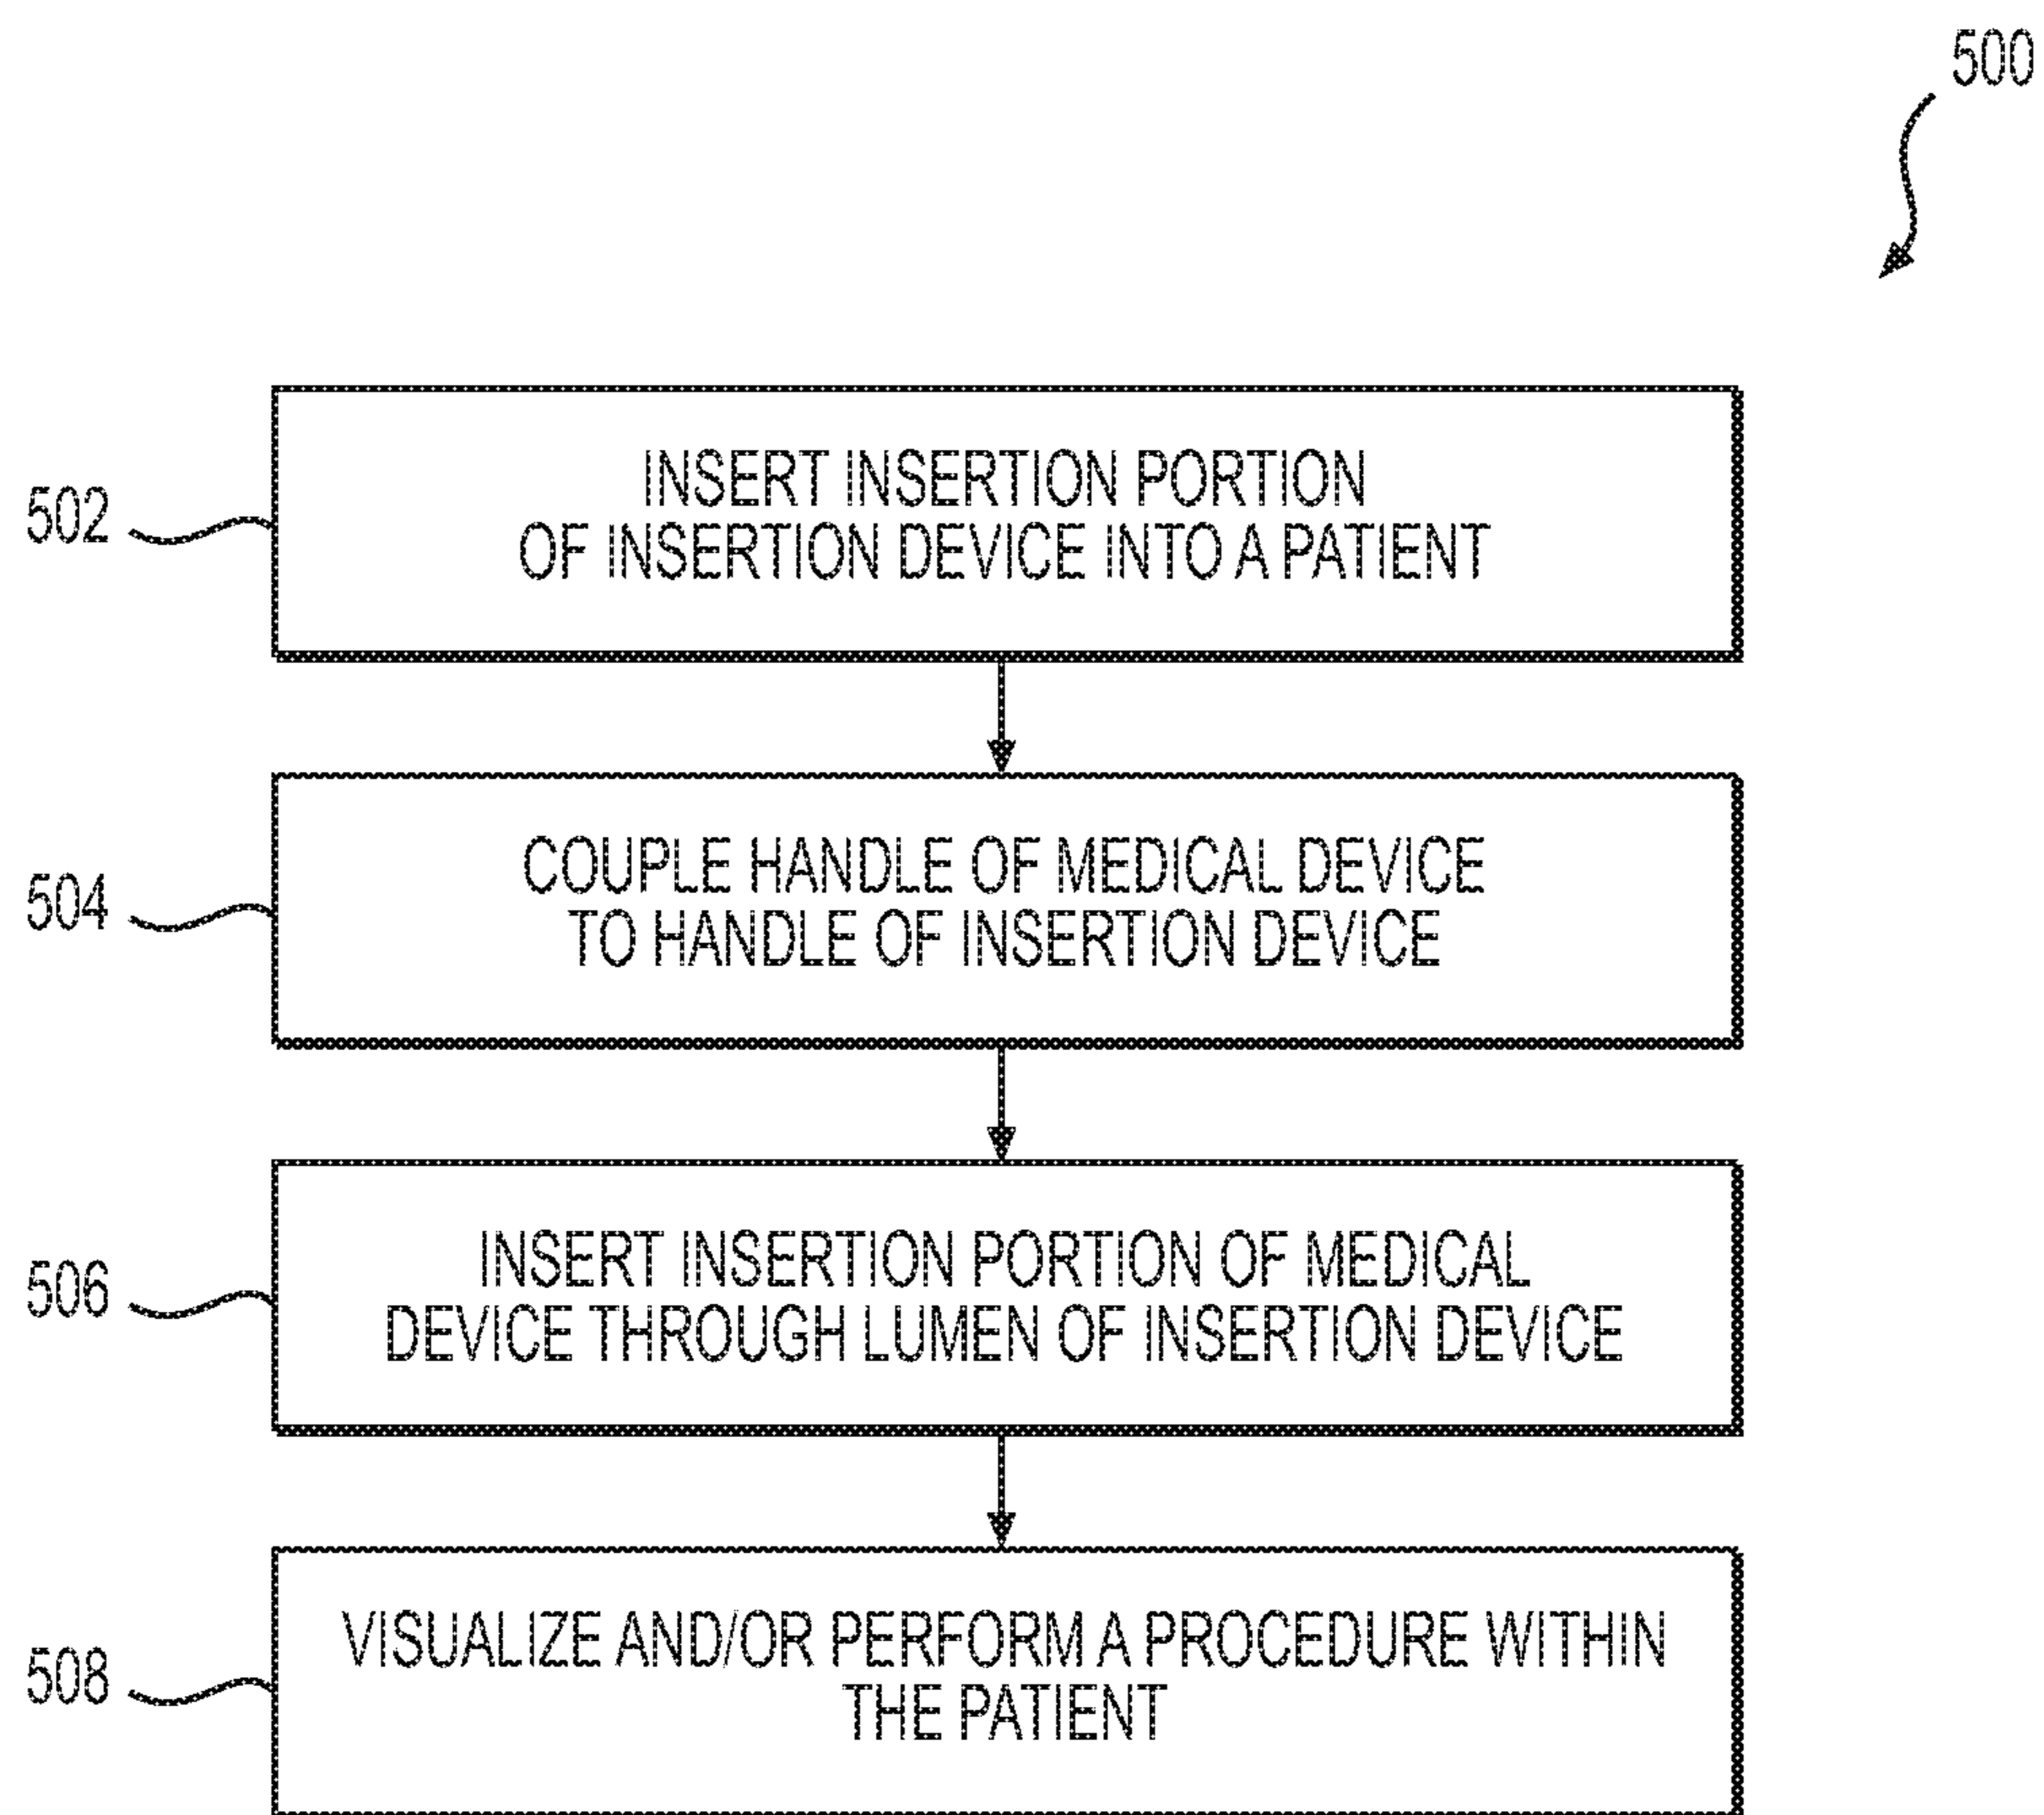 500
502
INSERT INSERTION PORTION
OF INSERTION DEVICE INTO A PATIENT
504
COUPLE HANDLE OF MEDICAL DEVICE
TO HANDLE OF INSERTION DEVICE
506
INSERT INSERTION PORTION OF MEDICAL
DEVICE THROUGH LUMEN OF INSERTION DEVICE
508
VISUALIZE AND/OR PERFORM A PROCEDURE WITHIN
THE PATIENT